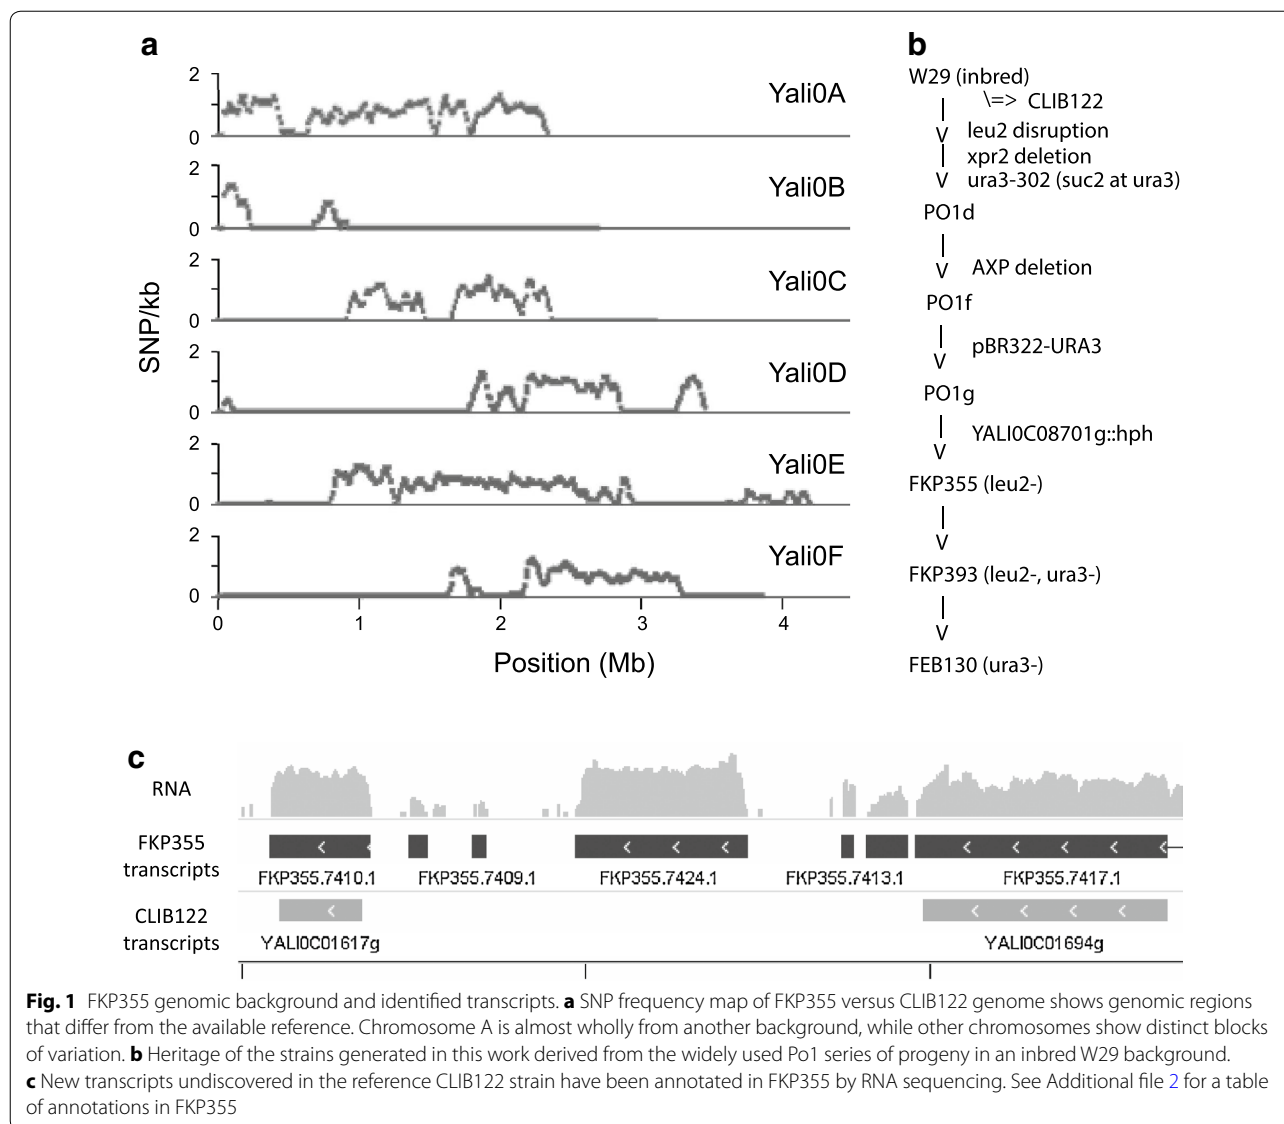 a
2
0
Yali0A
2
0
Yali0B
2
0
Yali0C
2
0
Yali0D
2
0
Yali0E
2
0
Yali0F
SNP/kb
0 1 2 3 4
Position (Mb)
b
W29 (inbred)
\=> CLIB122
leu2 disruption
xpr2 deletion
ura3-302 (suc2 at ura3)
PO1d
AXP deletion
PO1f
pBR322-URA3
PO1g
YALI0C08701g::hph
FKP355 (leu2-)
FKP393 (leu2-, ura3-)
FEB130 (ura3-)
c
RNA
FKP355
transcripts
FKP355.7410.1 FKP355.7409.1 FKP355.7424.1 FKP355.7413.1 FKP355.7417.1
CLIB122
transcripts
YALI0C01617g YALI0C01694g
Fig. 1 FKP355 genomic background and identified transcripts. a SNP frequency map of FKP355 versus CLIB122 genome shows genomic regions
that differ from the available reference. Chromosome A is almost wholly from another background, while other chromosomes show distinct blocks
of variation. b Heritage of the strains generated in this work derived from the widely used Po1 series of progeny in an inbred W29 background.
c New transcripts undiscovered in the reference CLIB122 strain have been annotated in FKP355 by RNA sequencing. See Additional file 2 for a table
of annotations in FKP355